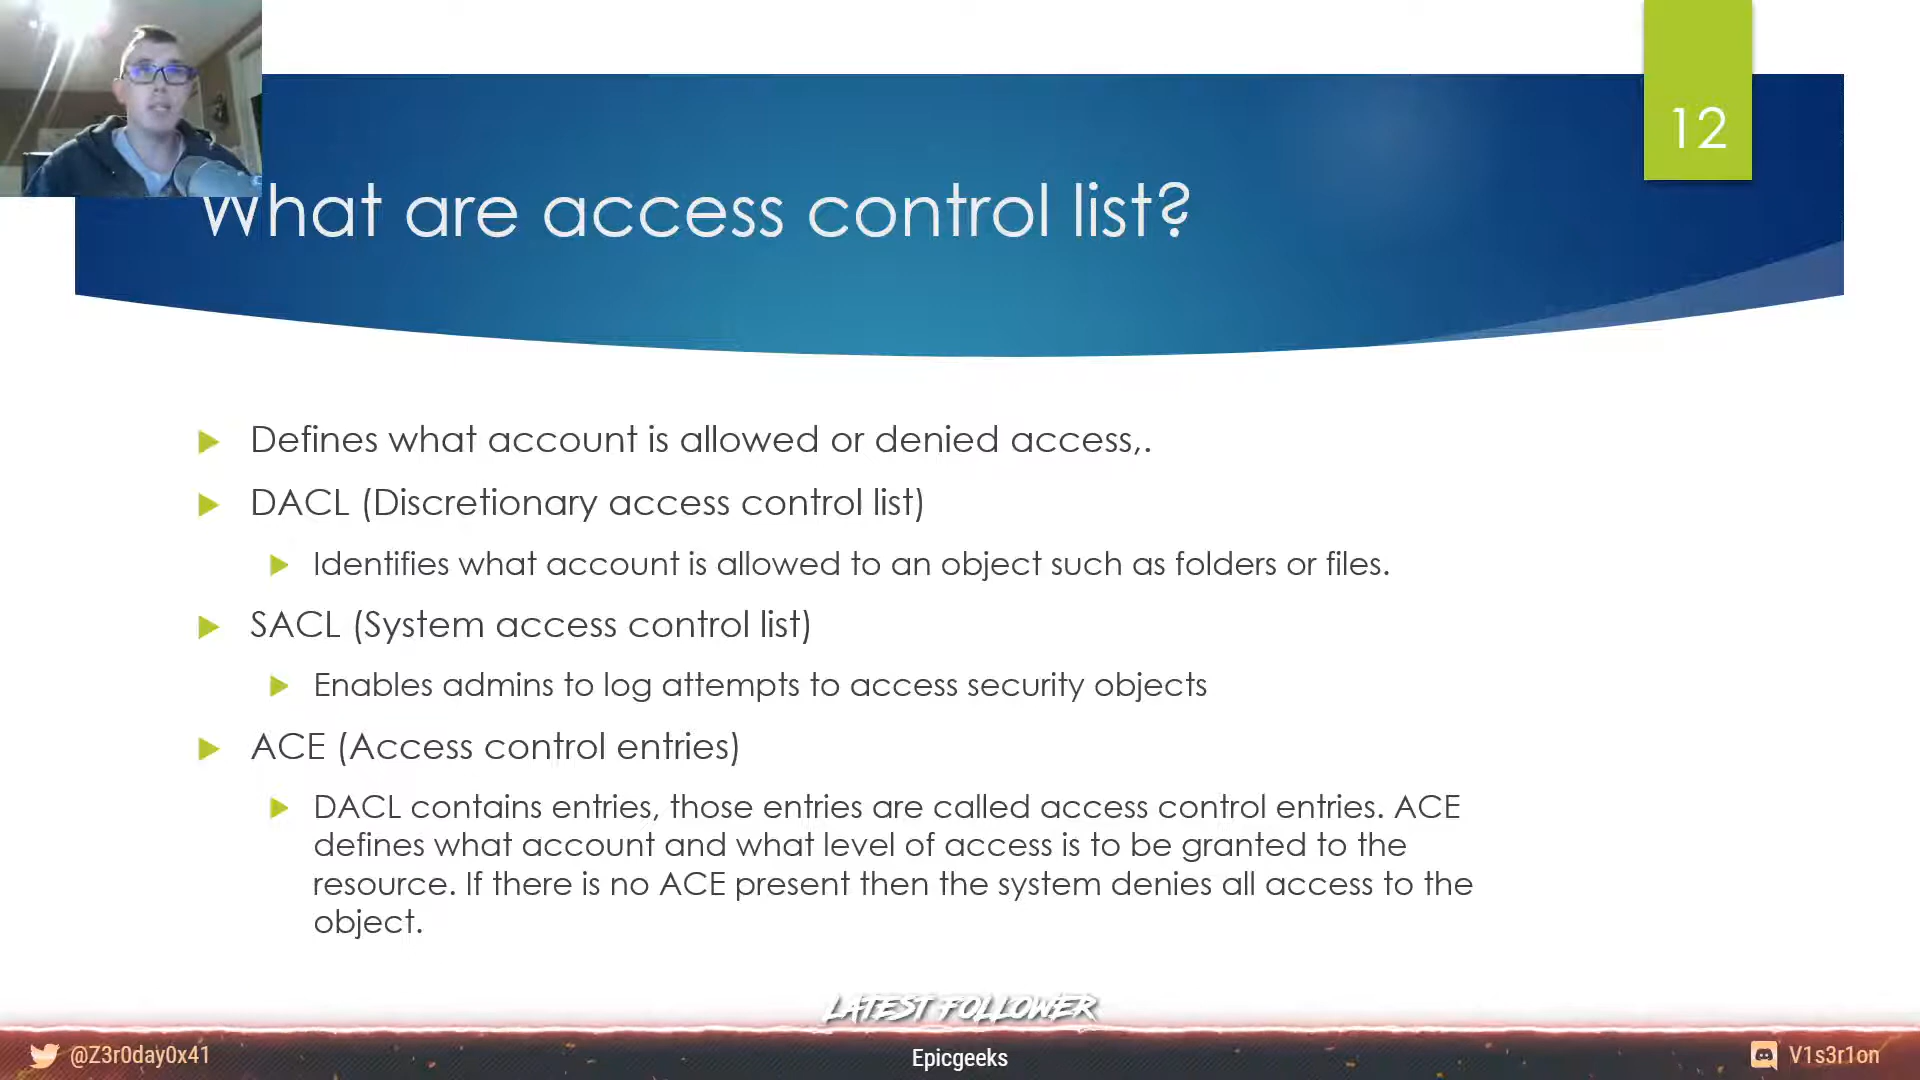 12
What are access control list?
Defines what account is allowed or denied access,.
DACL (Discretionary access control list)
Identifies what account is allowed to an object such as folders or files.
SACL (System access control list)
Enables admins to log attempts to access security objects
ACE (Access control entries)
DACL contains entries, those entries are called access control entries. ACE
defines what account and what level of access is to be granted to the
resource. If there is no ACE present then the system denies all access to the
object.
LATEST FOLLOWER
@Z3r0day0x41
Epicgeeks
V1s3r1on